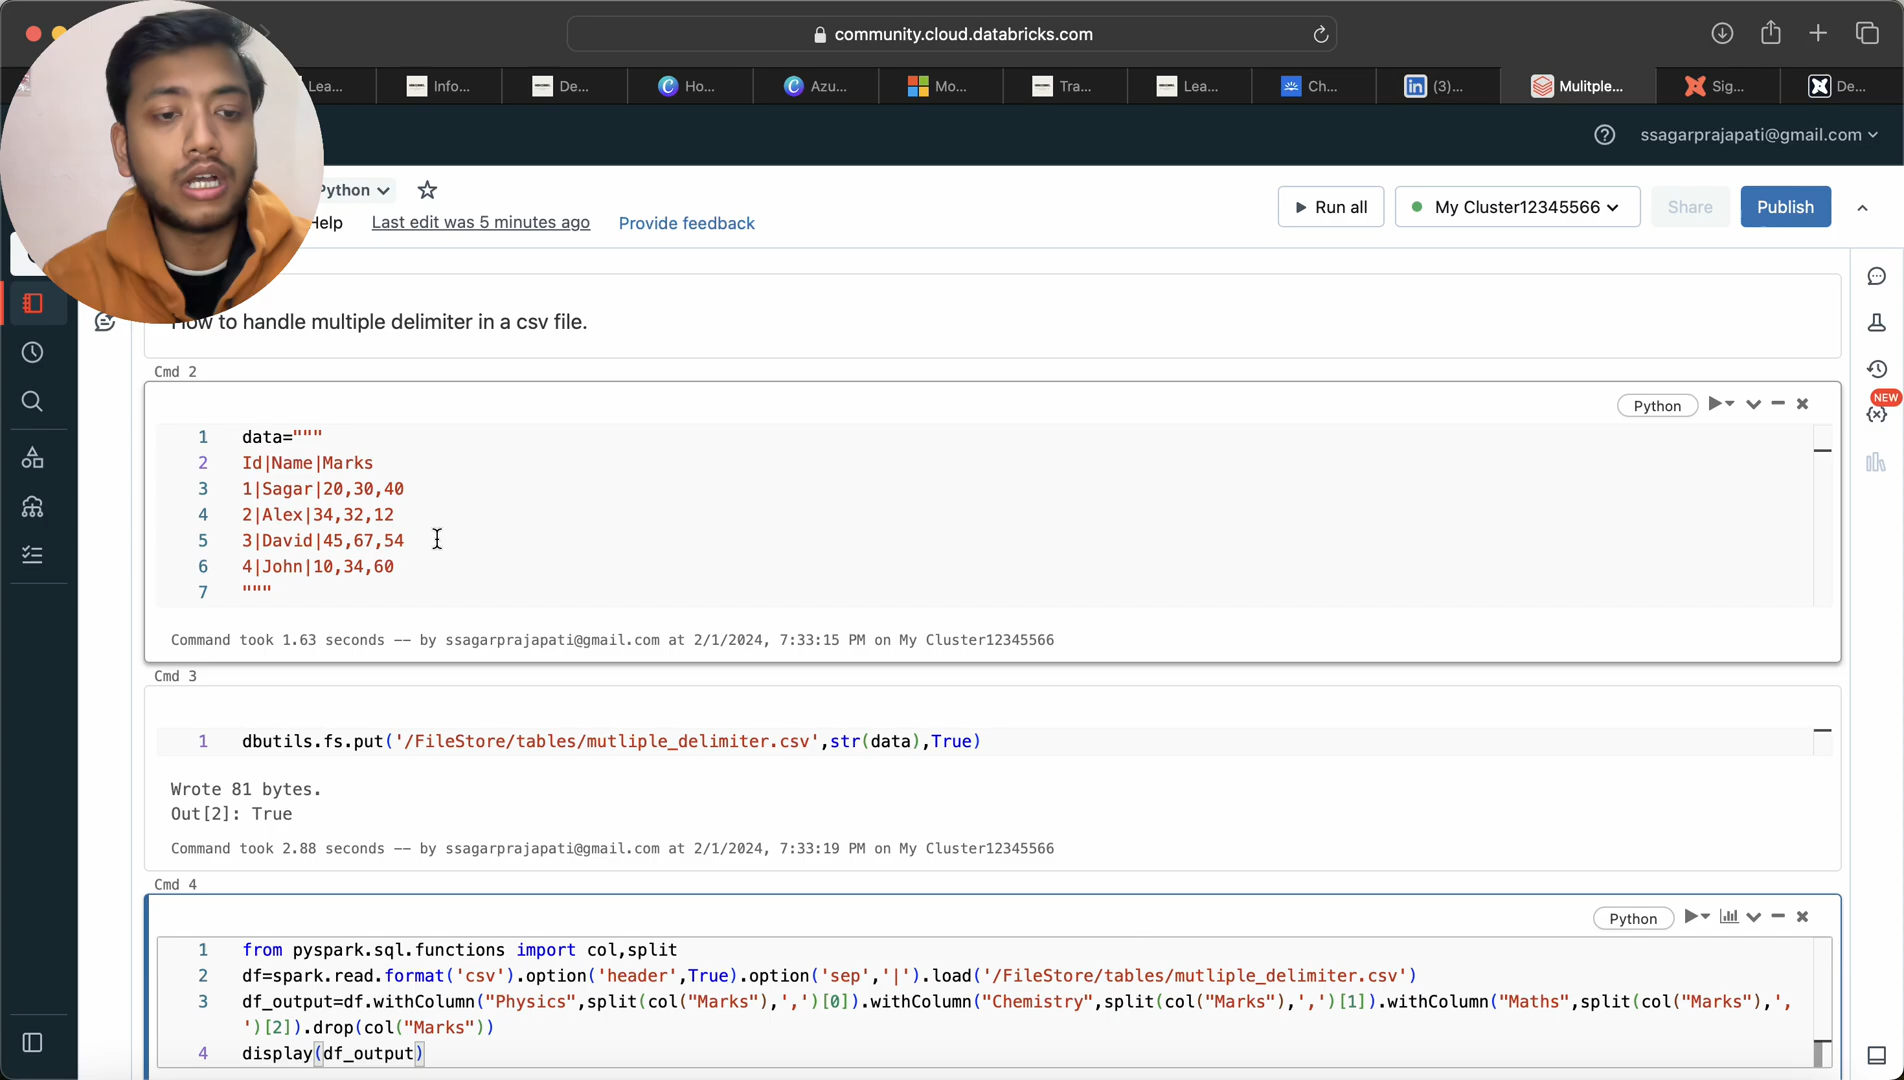 community.cloud.databricks.com
Lea...
Info...
De...
Ho...
Azu...
Mo...
Tra...
Lea...
Ch...
(3)...
Mulitple...
Sig...
De...
ssagarprajapati@gmail.com
Python
Help
Last edit was 5 minutes ago
Provide feedback
Run all
My Cluster12345566
Share
Publish
How to handle multiple delimiter in a csv file.
Cmd 2
Python
1 data="""
2 Id|Name|Marks
3 1|Sagar|20,30,40
4 2|Alex|34,32,12
5 3|David|45,67,54
6 4|John|10,34,60
7 """
Command took 1.63 seconds -- by ssagarprajapati@gmail.com at 2/1/2024, 7:33:15 PM on My Cluster12345566
NEW
Cmd 3
1 dbutils.fs.put('/FileStore/tables/mutliple_delimiter.csv',str(data),True)
Wrote 81 bytes.
Out[2]: True
Command took 2.88 seconds -- by ssagarprajapati@gmail.com at 2/1/2024, 7:33:19 PM on My Cluster12345566
Cmd 4
Python
1 from pyspark.sql.functions import col,split
2 df=spark.read.format('csv').option('header',True).option('sep','|').load('/FileStore/tables/mutliple_delimiter.csv')
3 df_output=df.withColumn("Physics",split(col("Marks"),',')[0]).withColumn("Chemistry",split(col("Marks"),',')[1]).withColumn("Maths",split(col("Marks"),',
')[2]).drop(col("Marks"))
4 display(df_output)